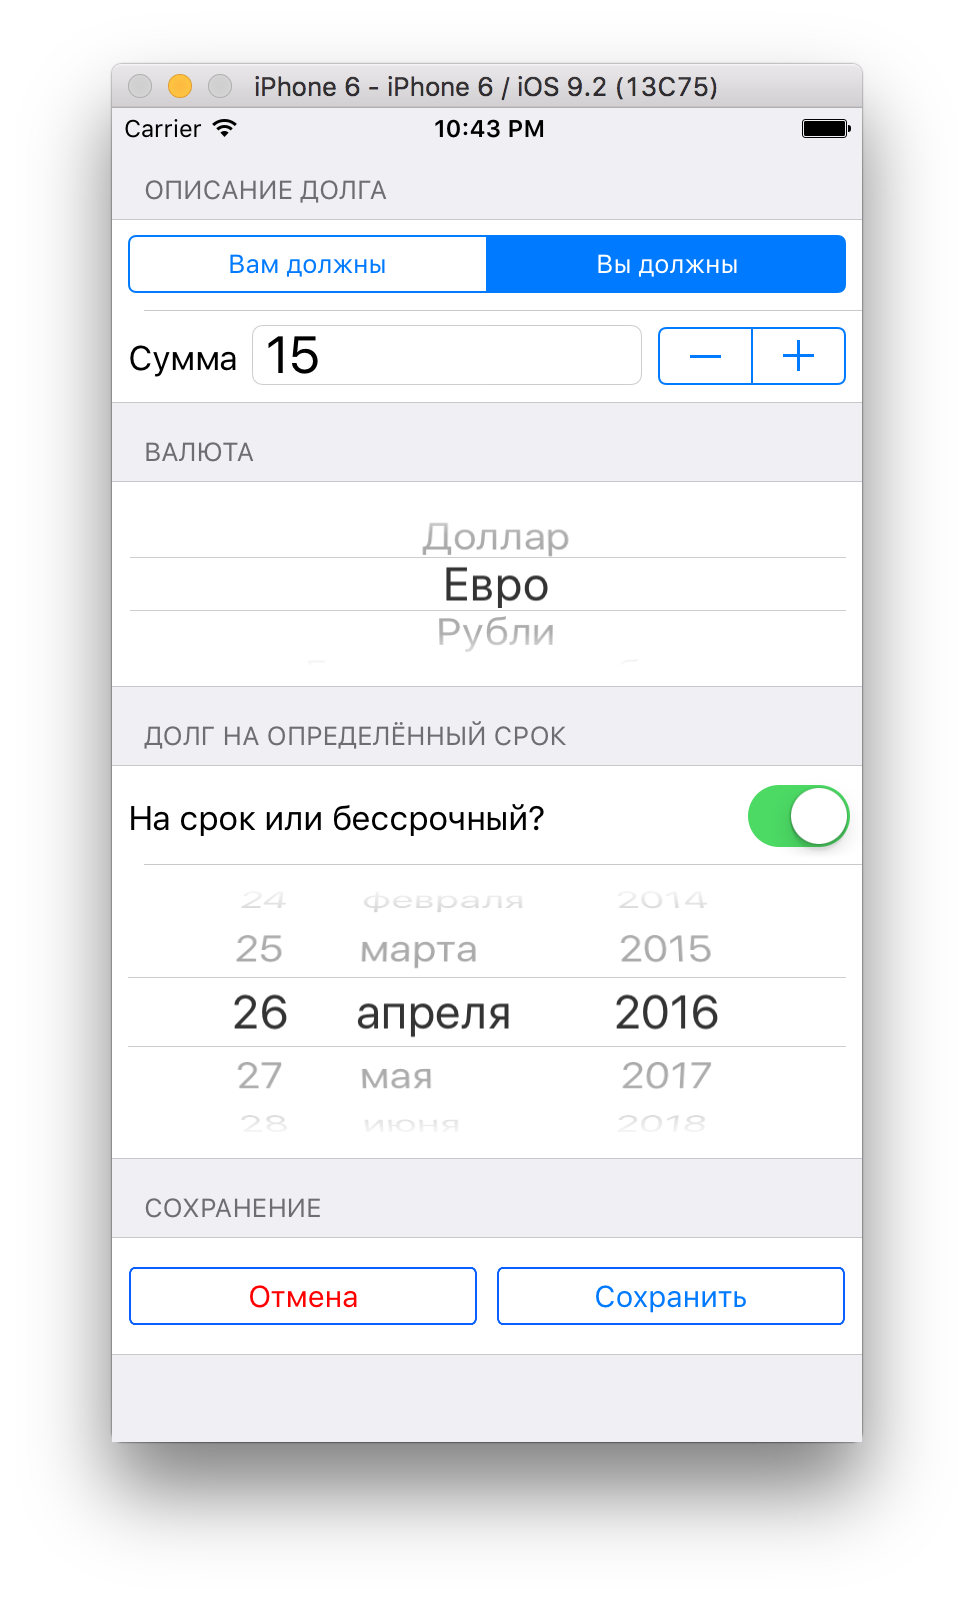 iPhone 6 - iPhone 6 / iOS 9.2 (13C75)
Carrier 10:43 PM
ОПИСАНИЕ ДОЛГА
Вам должны Вы должны
Сумма 15
ВАЛЮТА
Доллар
Евро
Рубли
ДОЛГ НА ОПРЕДЕЛЁННЫЙ СРОК
На срок или бессрочный?
24 февраля 2014
25 марта 2015
26 апреля 2016
27 мая 2017
28 июня 2018
СОХРАНЕНИЕ
Отмена Сохранить